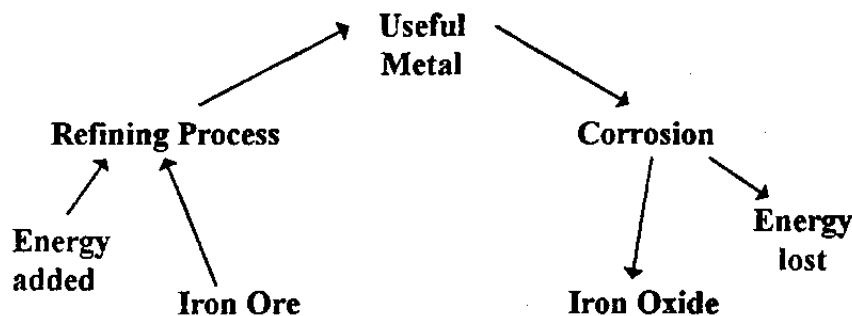 Useful
Metal
Refining Process
Corrosion
Energy
added
Energy
lost
Iron Ore
Iron Oxide